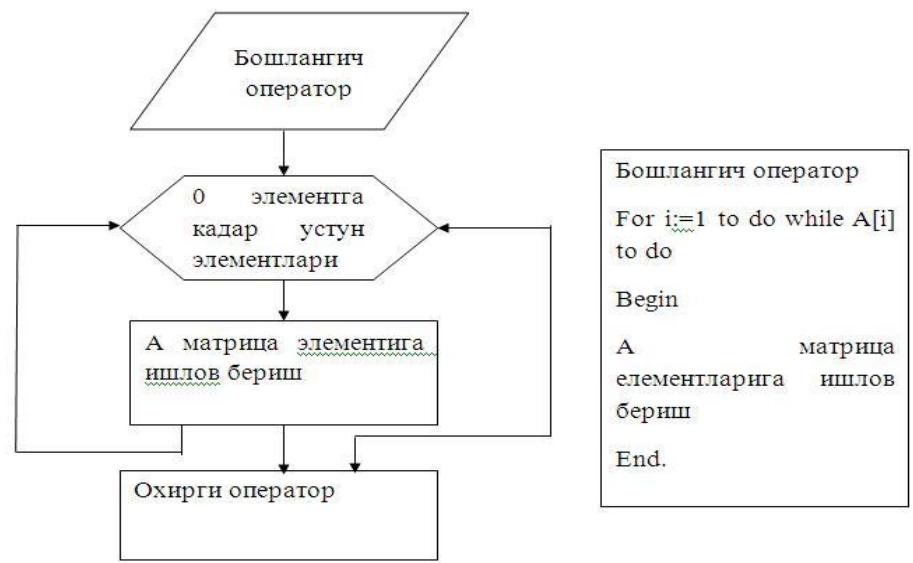 Бошлангич
оператор
0 элементга
кадар устун
элементлари
А матрица элементига
ишлов бериш
Охирги оператор
Бошлангич оператор
For i:=1 to do while A[i]
to do
Begin
А матрица
елементларига ишлов
бериш
End.